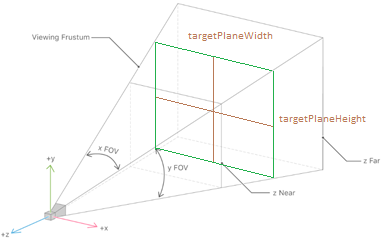 targetPlaneWidth
Viewing Frustum
targetPlaneHeight
x FOV
y FOV
z Far
z Near
+y
+z
+x